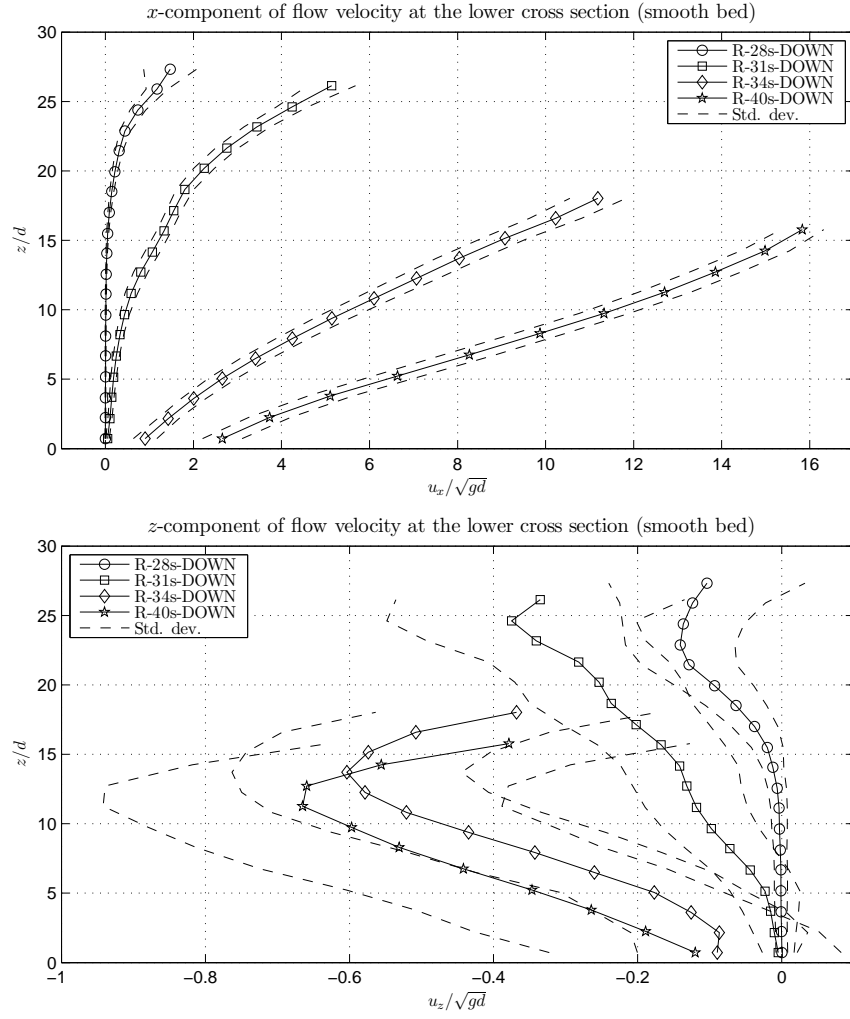 x-component of flow velocity at the lower cross section (smooth bed)
30
25
20
15
10
5
0
z/d
R-28s-DOWN
R-31s-DOWN
R-34s-DOWN
R-40s-DOWN
Std. dev.
0 2 4 6 8 10 12 14 16
u_x/√gd
z-component of flow velocity at the lower cross section (smooth bed)
30
25
20
15
10
5
0
z/d
R-28s-DOWN
R-31s-DOWN
R-34s-DOWN
R-40s-DOWN
Std. dev.
−1 −0.8 −0.6 −0.4 −0.2 0
u_z/√gd